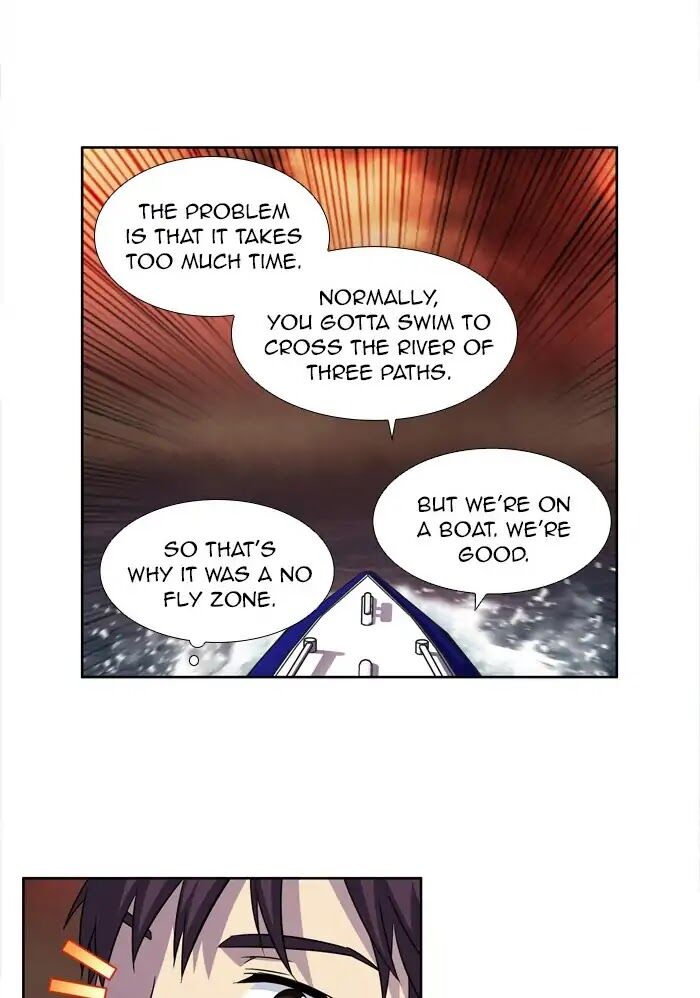 THE PROBLEM
IS THAT IT TAKES
TOO MUCH TIME.
NORMALLY,
YOU GOTTA SWIM TO
CROSS THE RIVER OF
THREE PATHS.
BUT WE'RE ON
A BOAT. WE'RE
GOOD.
SO THAT'S
WHY IT WAS A NO
FLY ZONE.